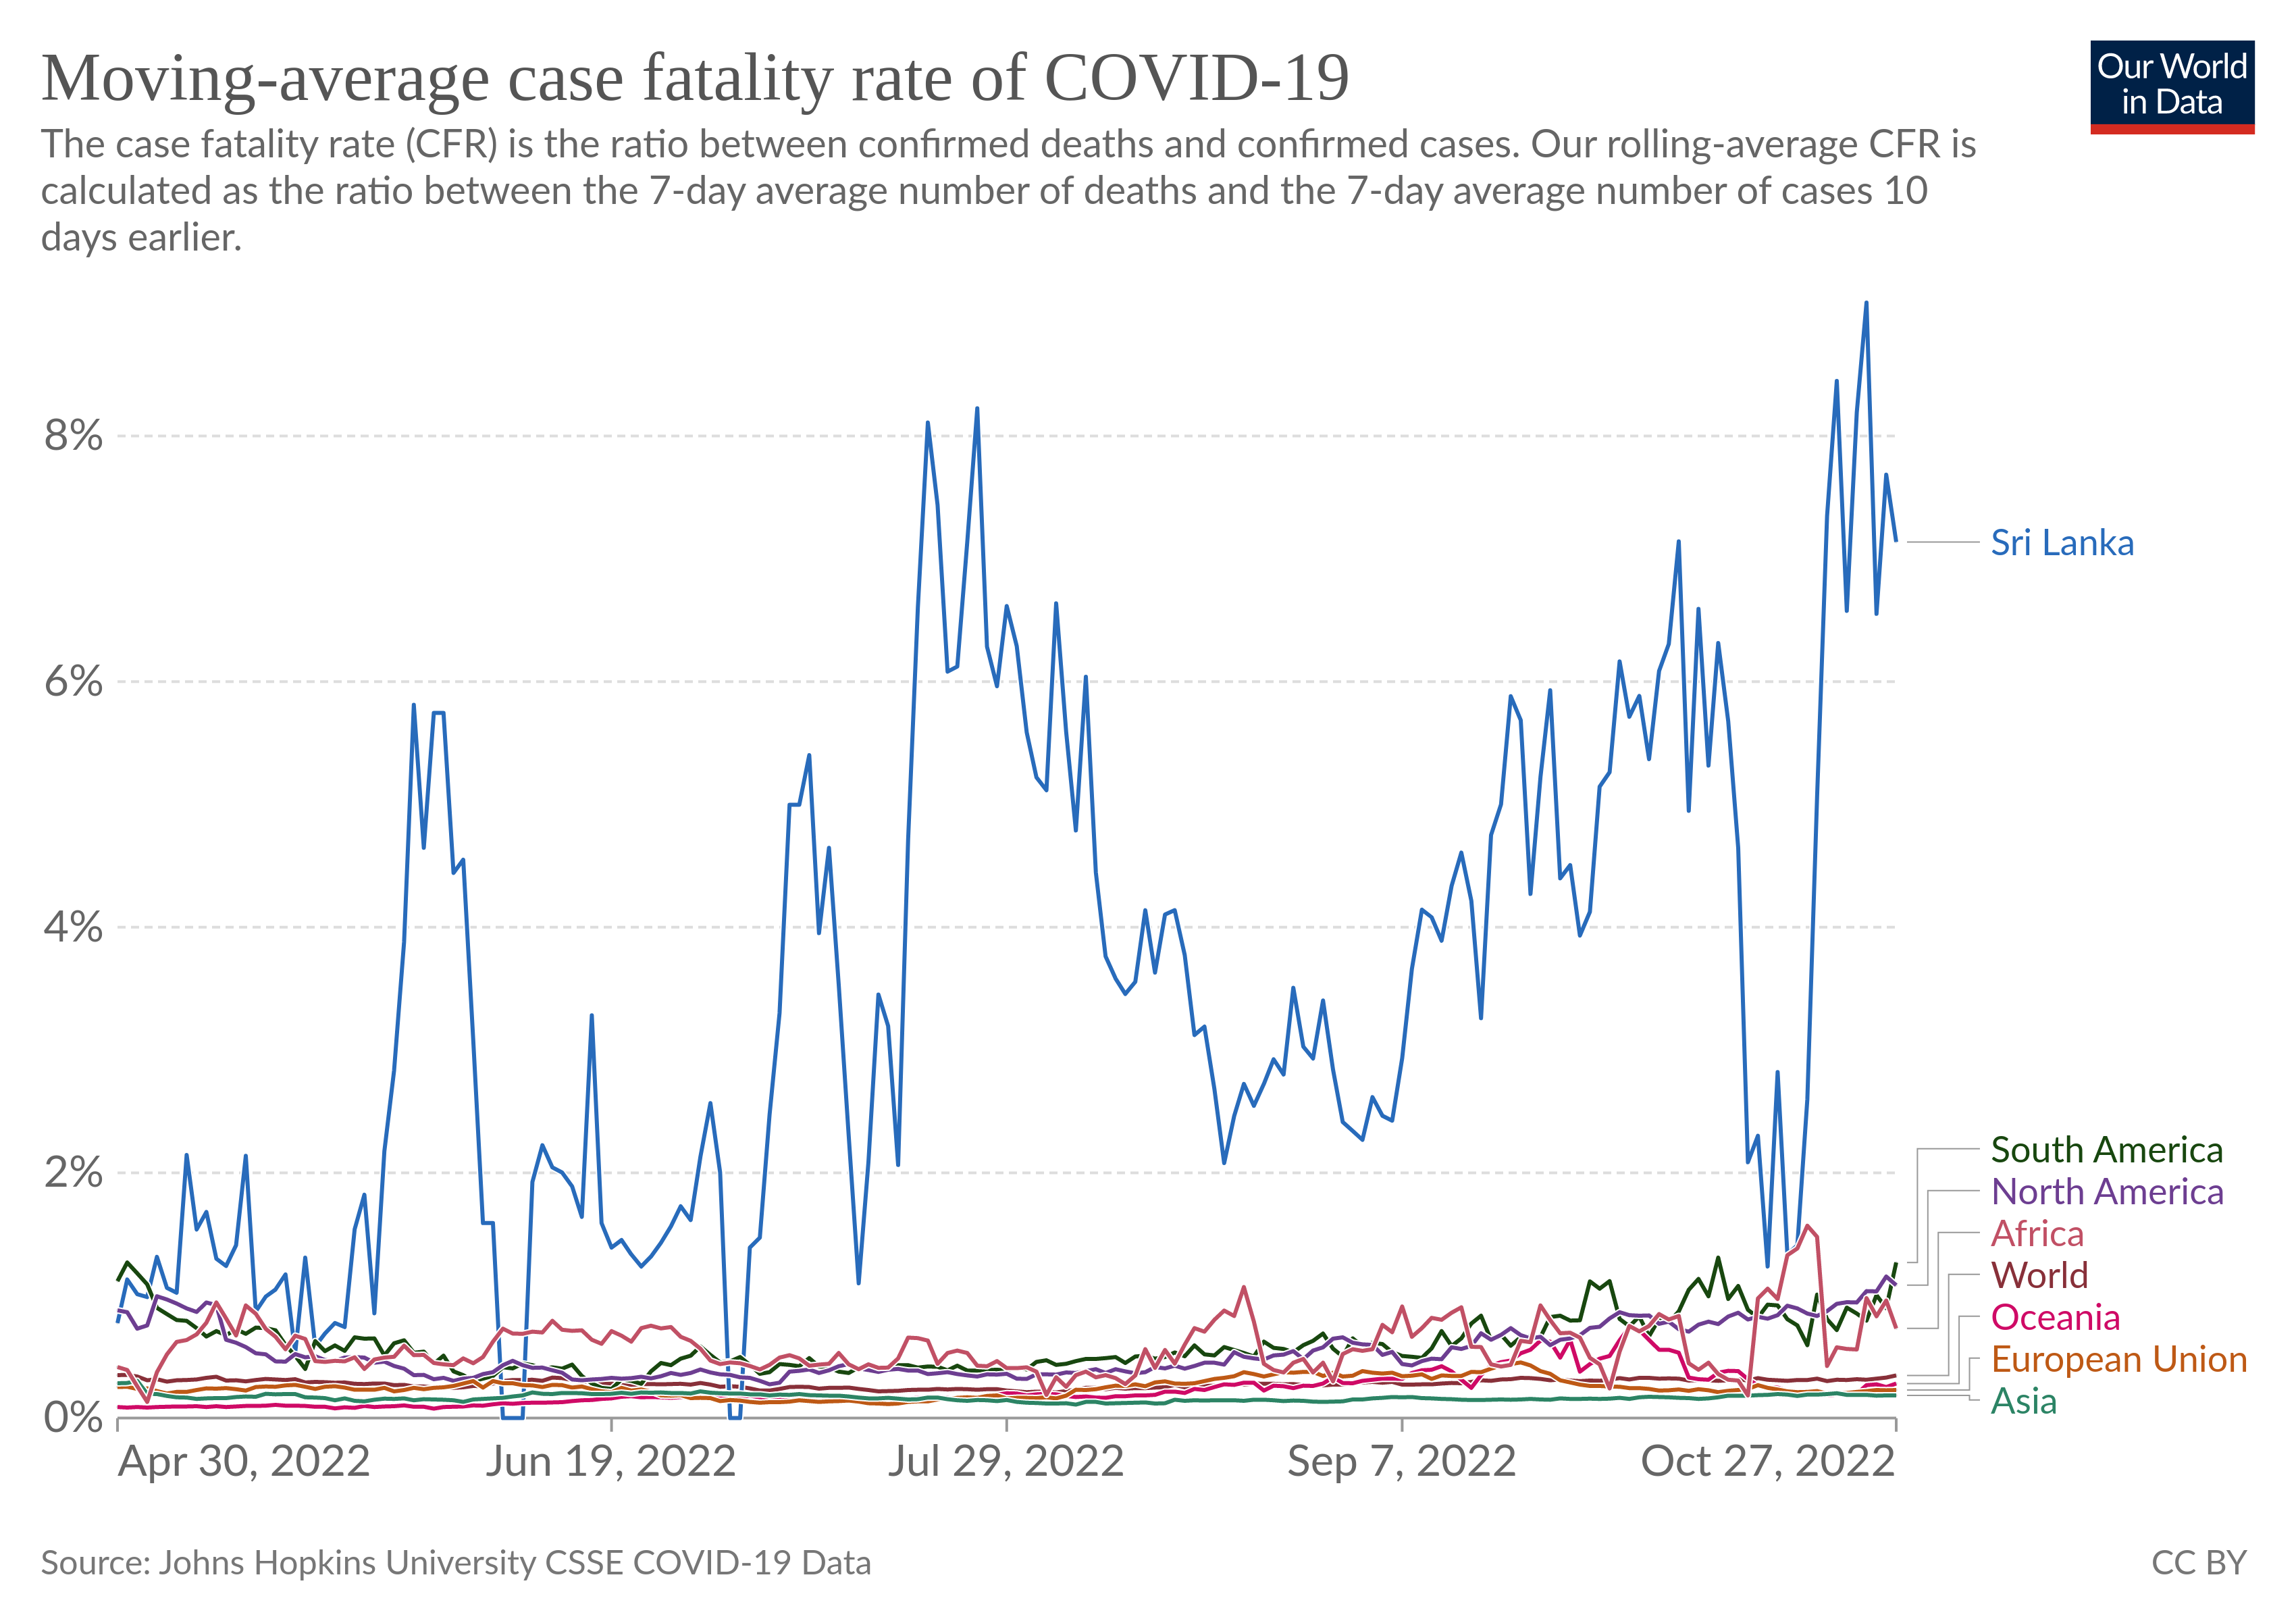 Moving-average case fatality rate of COVID-19
Our World
in Data
The case fatality rate (CFR) is the ratio between confirmed deaths and confirmed cases. Our rolling-average CFR is
calculated as the ratio between the 7-day average number of deaths and the 7-day average number of cases 10
days earlier.
8%
6%
4%
2%
0%
Sri Lanka
South America
North America
Africa
World
Oceania
European Union
Asia
Apr 30, 2022
Jun 19, 2022
Jul 29, 2022
Sep 7, 2022
Oct 27, 2022
Source: Johns Hopkins University CSSE COVID-19 Data
CC BY